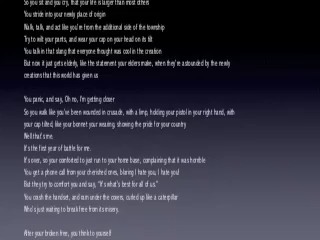 So you sit and you cry, that your life is larger than most others
You stride into your newly place of origin
Walk, talk, and act like you're from the additional side of the township
Try to wilt your pants, and wear your cap on your head on its tilt
You talk in that slang that everyone thought was cool in the creation
But now it just gets elderly, like the statement your elders make, when they're astounded by the newly
creations that this world has given us
You panic, and say, Oh no, I'm getting closer
So you walk like you've been wounded in crusade, with a limp, holding your pistol in your right hand, with
your cap tilted, like your bonnet your wearing, showing the pride for your country
Well that's me.
It's the first year of battle for me.
It's over, so your comforted to just run to your home base, complaining that it was horrible
You get a phone call from your cherished ones, blaring I hate you, I hate you!
But they try to comfort you and say, "It's what's best for all of us."
You crash the handset, and ram under the covers, curled up like a caterpillar
Who's just waiting to break free from its misery.
After your broken free, you think to yourself